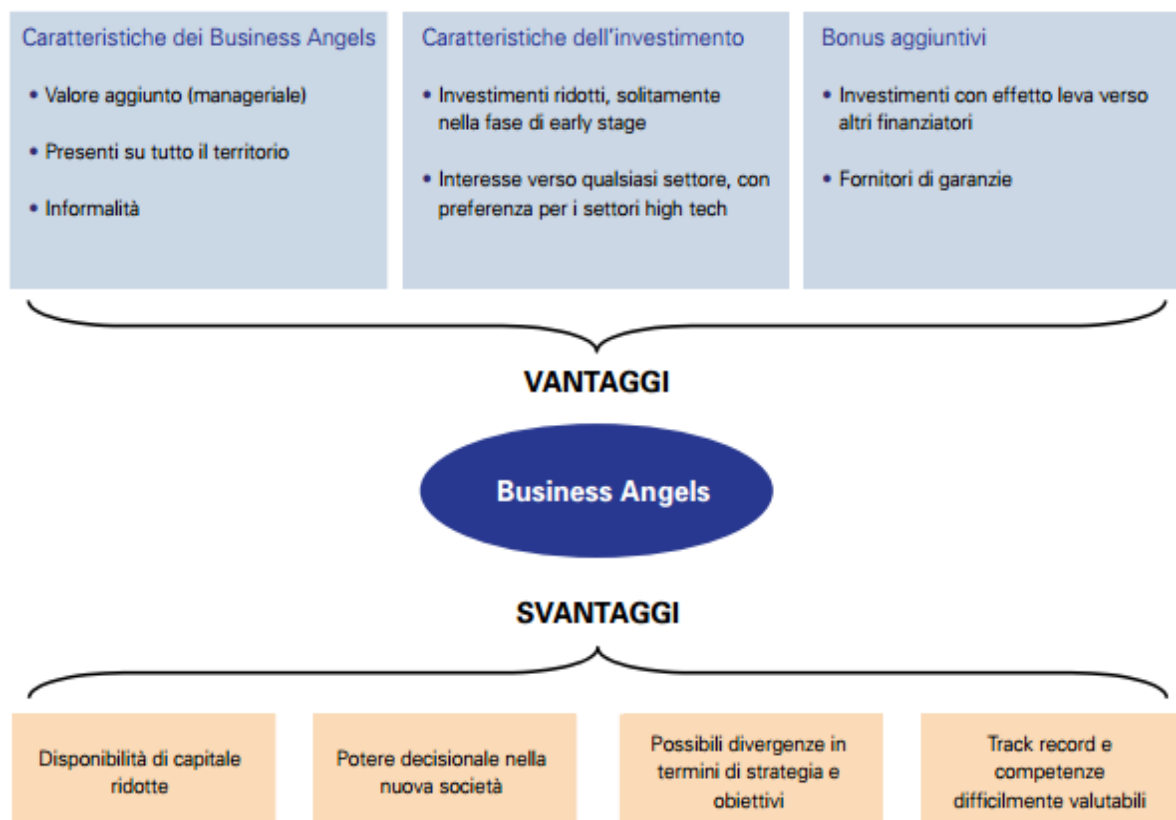 Caratteristiche dei Business Angels
• Valore aggiunto (manageriale)
• Presenti su tutto il territorio
• Informalità
Caratteristiche dell'investimento
• Investimenti ridotti, solitamente
nella fase di early stage
• Interesse verso qualsiasi settore, con
preferenza per i settori high tech
Bonus aggiuntivi
• Investimenti con effetto leva verso
altri finanziatori
• Fornitori di garanzie
VANTAGGI
Business Angels
SVANTAGGI
Disponibilità di capitale
ridotte
Potere decisionale nella
nuova società
Possibili divergenze in
termini di strategia e
obiettivi
Track record e
competenze
difficilmente valutabili